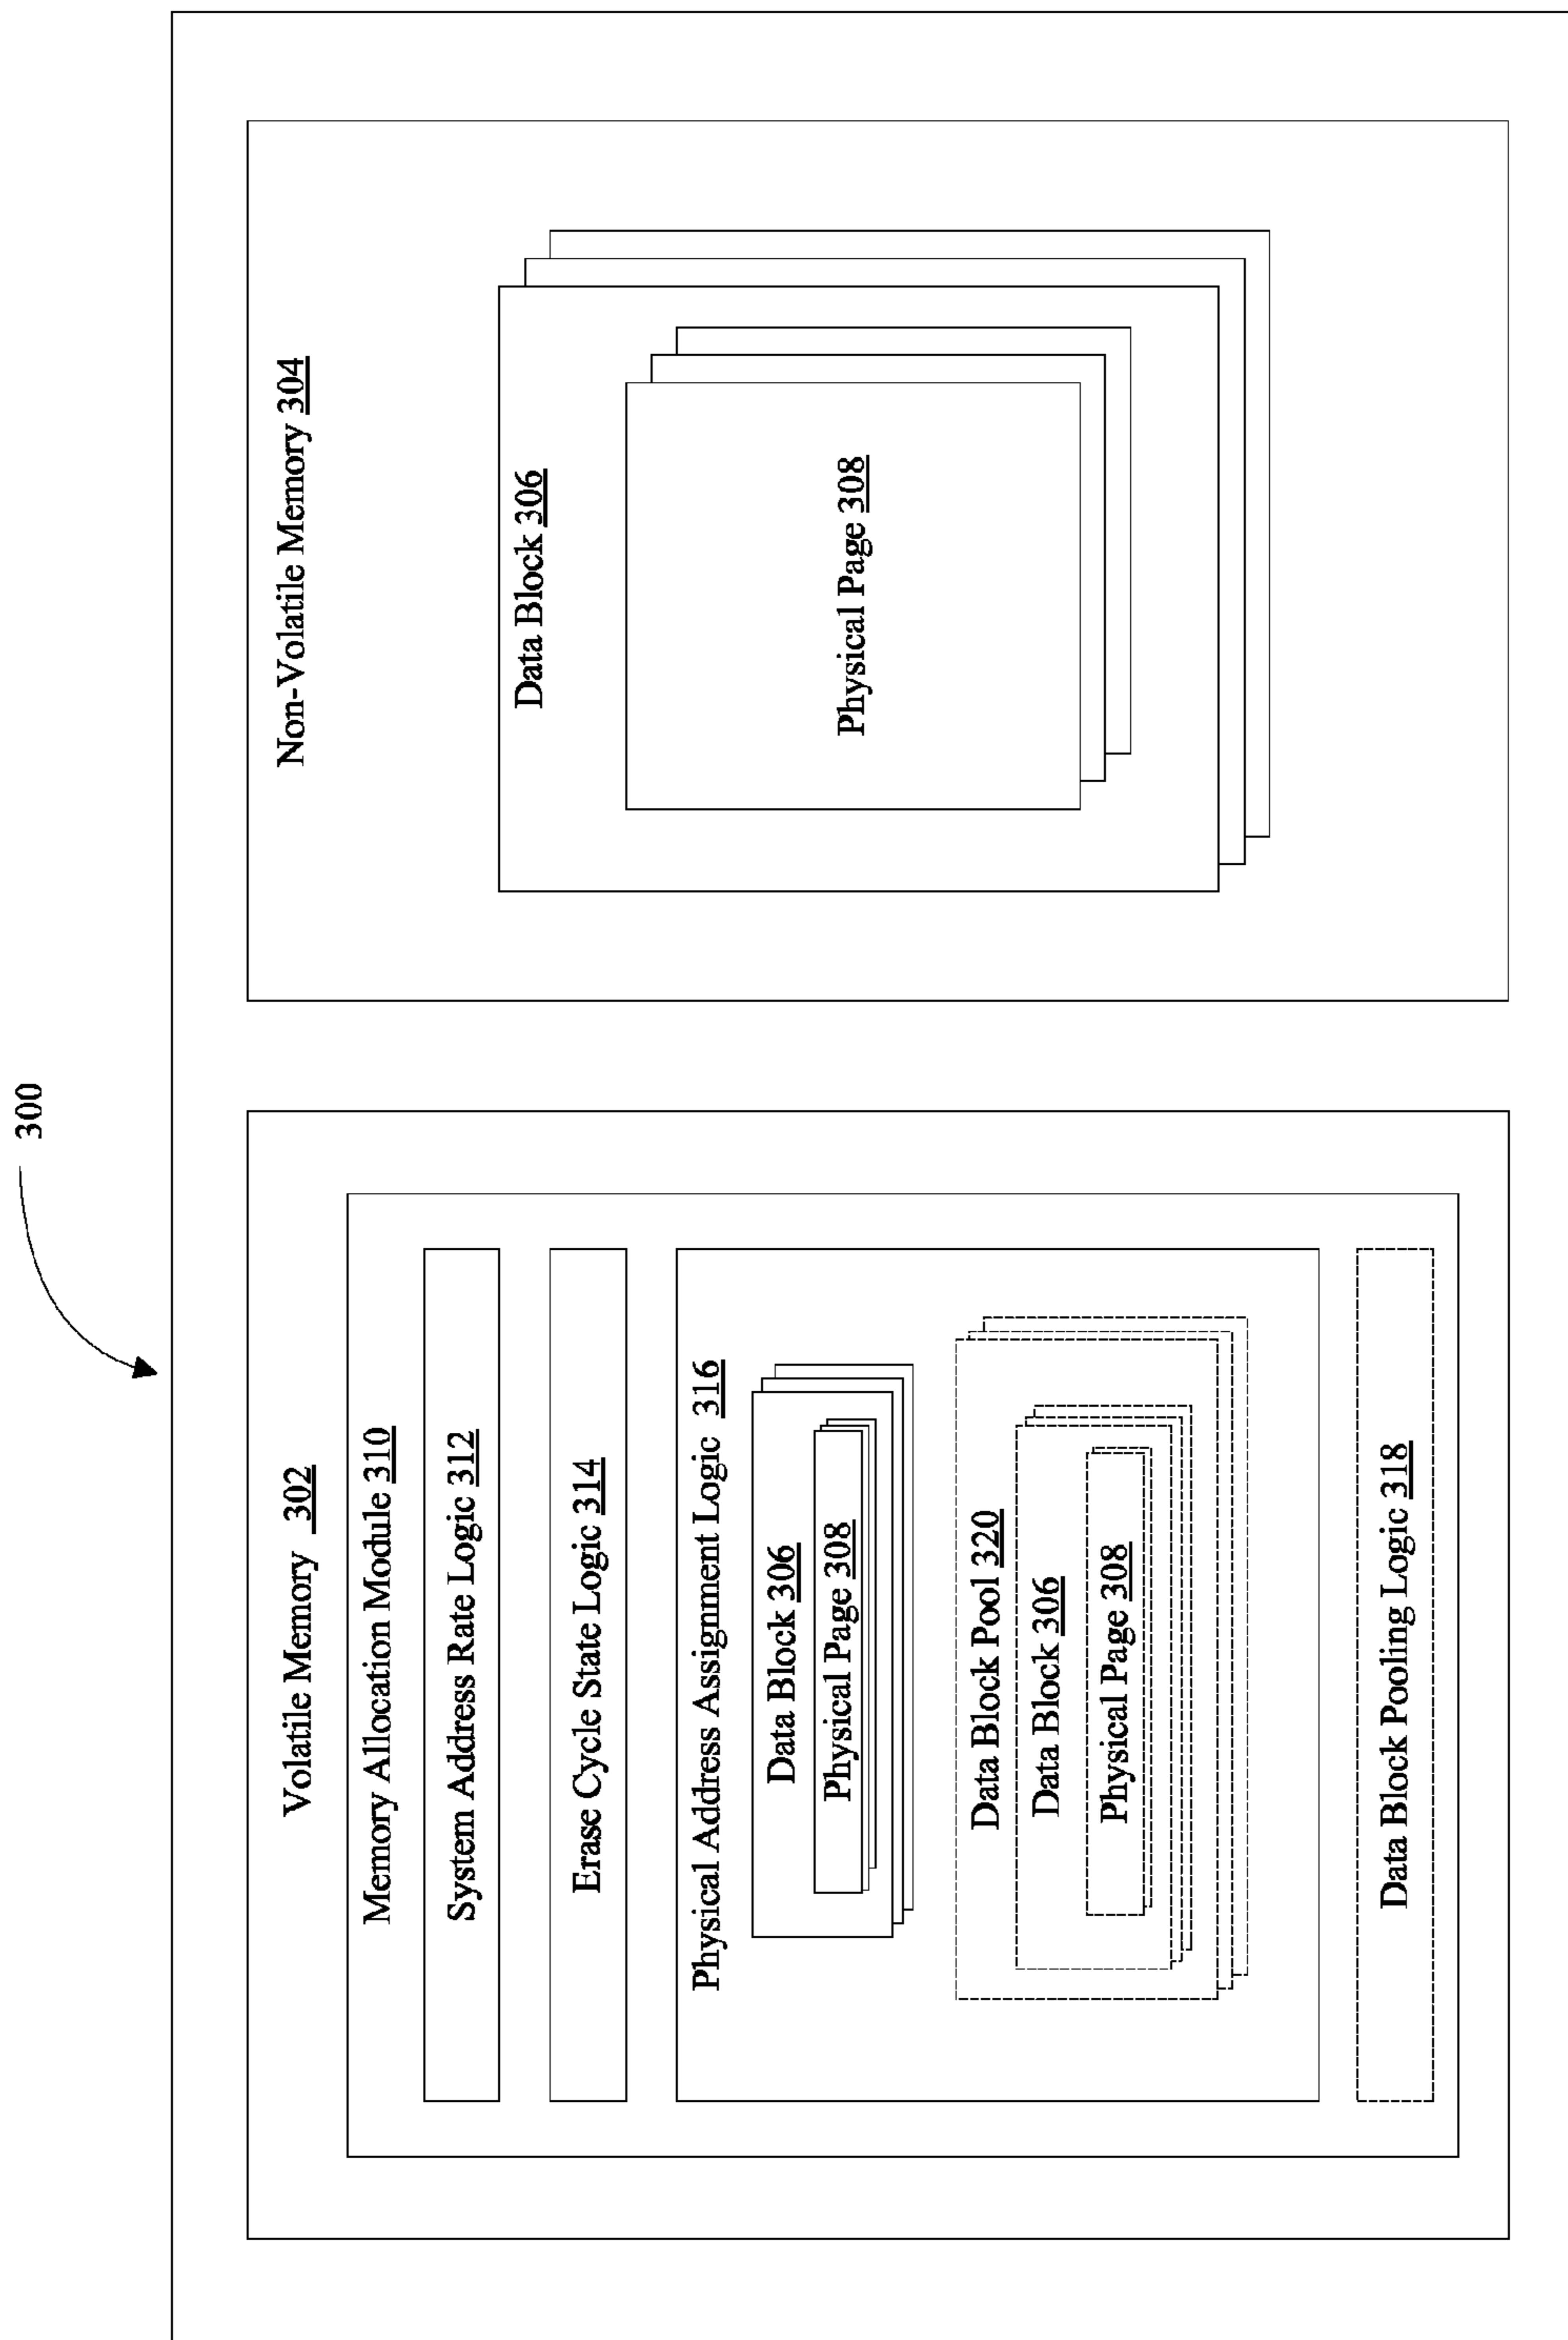 300
Volatile Memory 302
Memory Allocation Module 310
System Address Rate Logic 312
Erase Cycle State Logic 314
Physical Address Assignment Logic 316
Data Block 306
Physical Page 308
Data Block Pool 320
Data Block 306
Physical Page 308
Data Block Pooling Logic 318
Non-Volatile Memory 304
Data Block 306
Physical Page 308